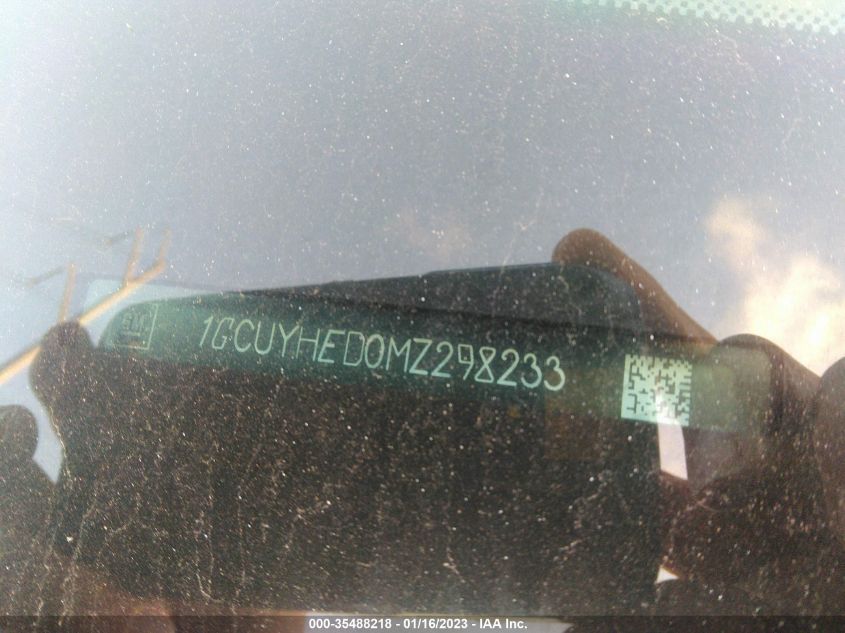 1GCUYHED0MZ298233
000-35488218 - 01/16/2023 - IAA Inc.